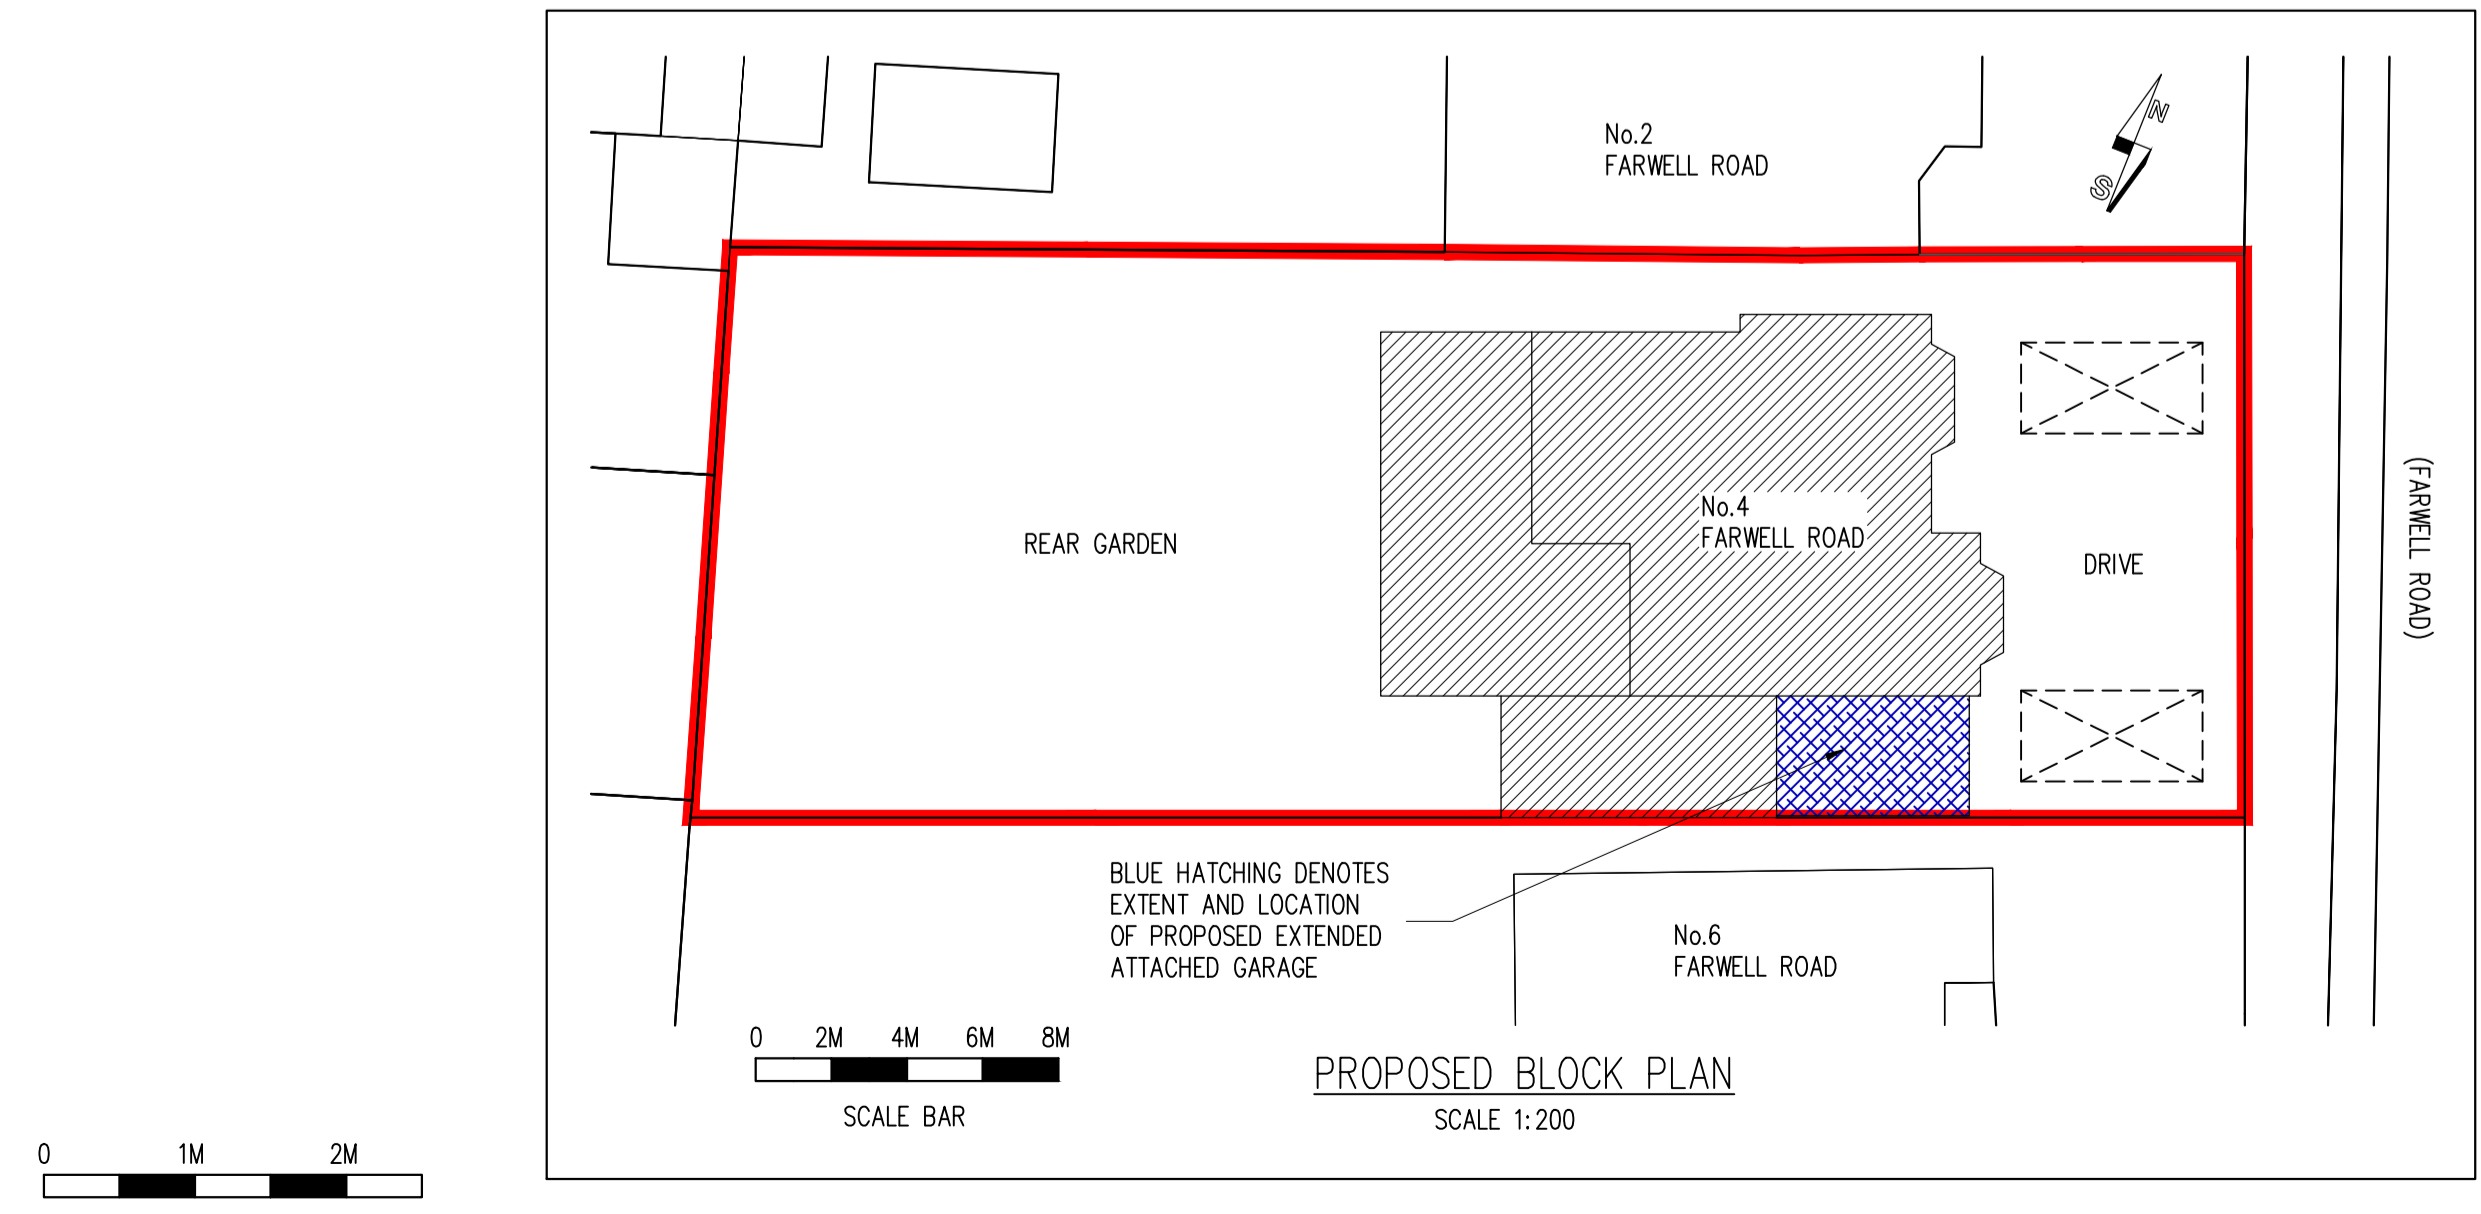 No.2
FARWELL ROAD
N
S
No.4
FARWELL ROAD
REAR GARDEN
DRIVE
(FARWELL ROAD)
BLUE HATCHING DENOTES
EXTENT AND LOCATION
OF PROPOSED EXTENDED
ATTACHED GARAGE
No.6
FARWELL ROAD
0 2M 4M 6M 8M
SCALE BAR
PROPOSED BLOCK PLAN
SCALE 1:200
0 1M 2M